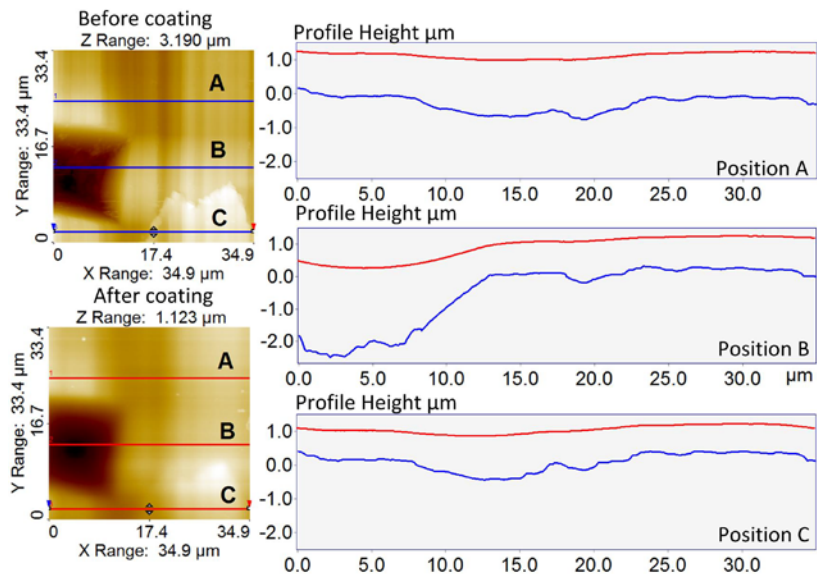 Before coating
Z Range: 3.190 µm
Y Range: 33.4 µm
33.4
16.7
0
A
B
C
0
17.4
34.9
X Range: 34.9 µm
After coating
Z Range: 1.123 µm
Y Range: 33.4 µm
33.4
16.7
0
A
B
C
0
17.4
34.9
X Range: 34.9 µm
Profile Height µm
1.0
0.0
-1.0
-2.0
Position A
0.0 5.0 10.0 15.0 20.0 25.0 30.0
Profile Height µm
1.0
0.0
-1.0
-2.0
Position B
0.0 5.0 10.0 15.0 20.0 25.0 30.0 µm
Profile Height µm
1.0
0.0
-1.0
-2.0
Position C
0.0 5.0 10.0 15.0 20.0 25.0 30.0